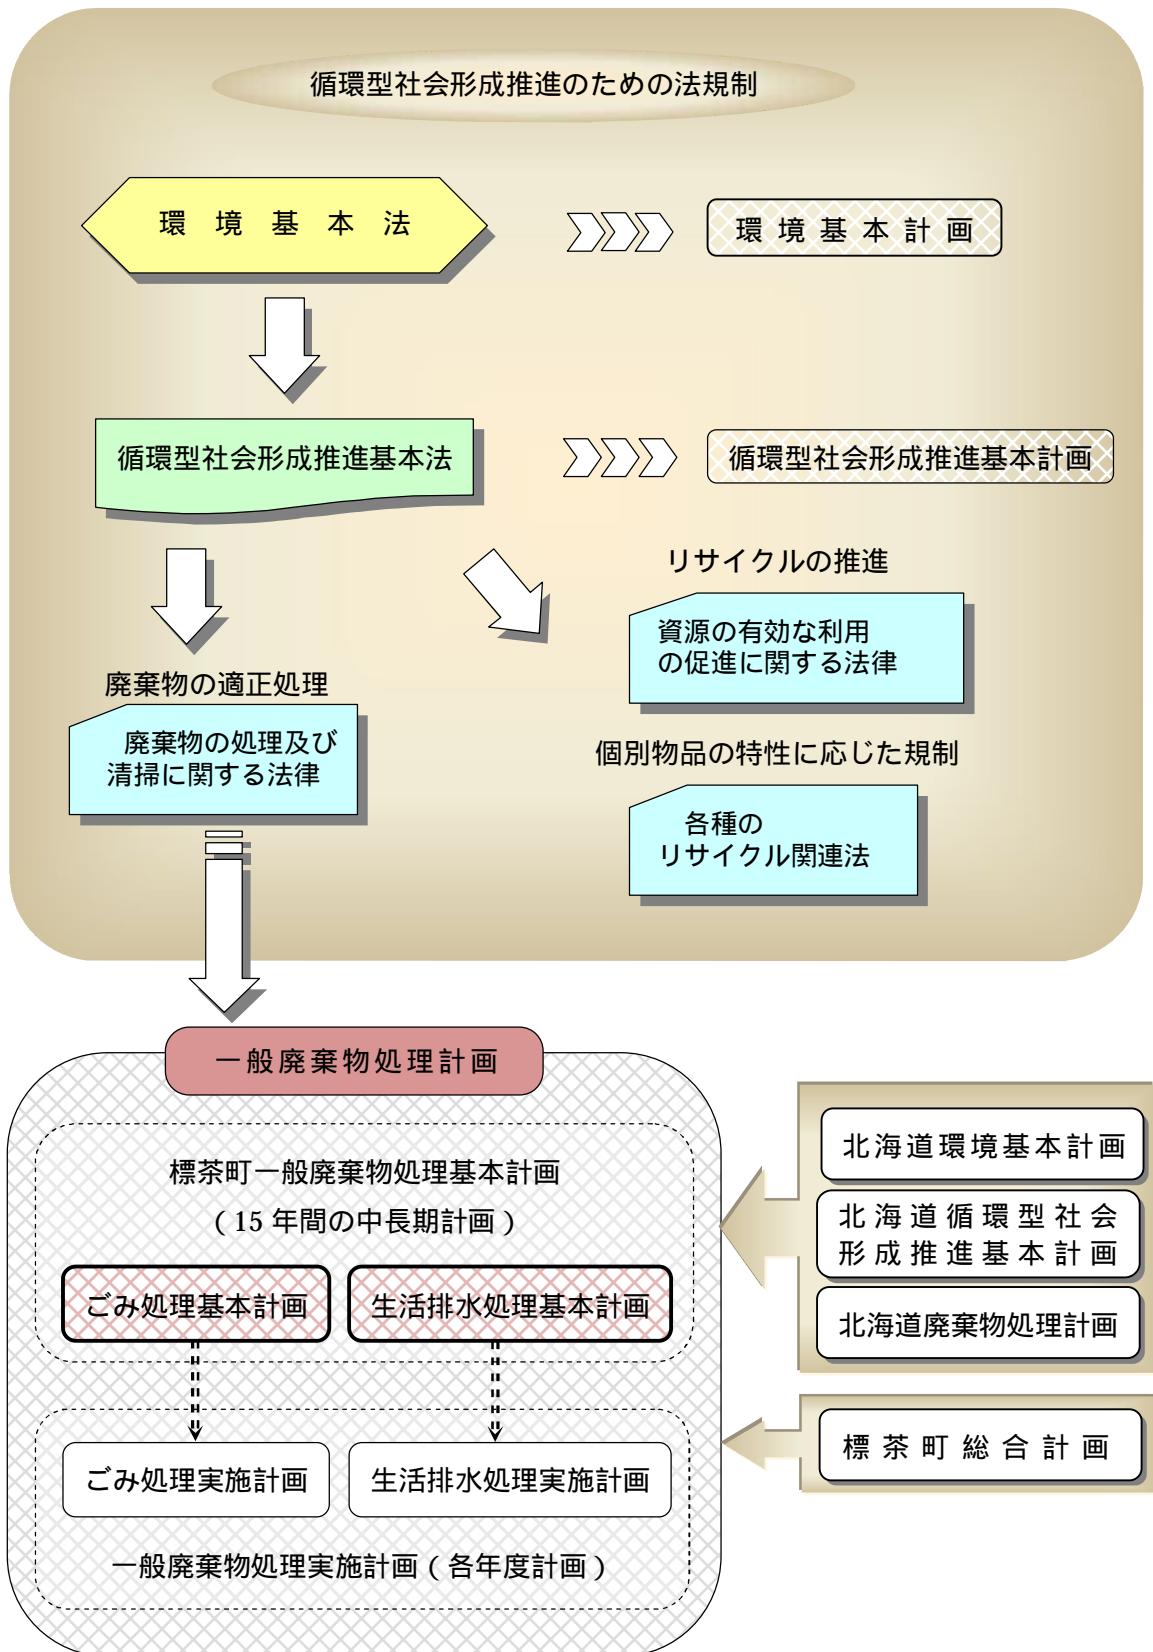 循環型社会形成推進のための法規制
環境基本法
環境基本計画
循環型社会形成推進基本法
循環型社会形成推進基本計画
リサイクルの推進
資源の有効な利用
の促進に関する法律
廃棄物の適正処理
廃棄物の処理及び
清掃に関する法律
個別物品の特性に応じた規制
各種の
リサイクル関連法
一般廃棄物処理計画
標茶町一般廃棄物処理基本計画
（15 年間の中長期計画）
ごみ処理基本計画
生活排水処理基本計画
ごみ処理実施計画
生活排水処理実施計画
一般廃棄物処理実施計画（各年度計画）
北海道環境基本計画
北海道循環型社会
形成推進基本計画
北海道廃棄物処理計画
標茶町総合計画